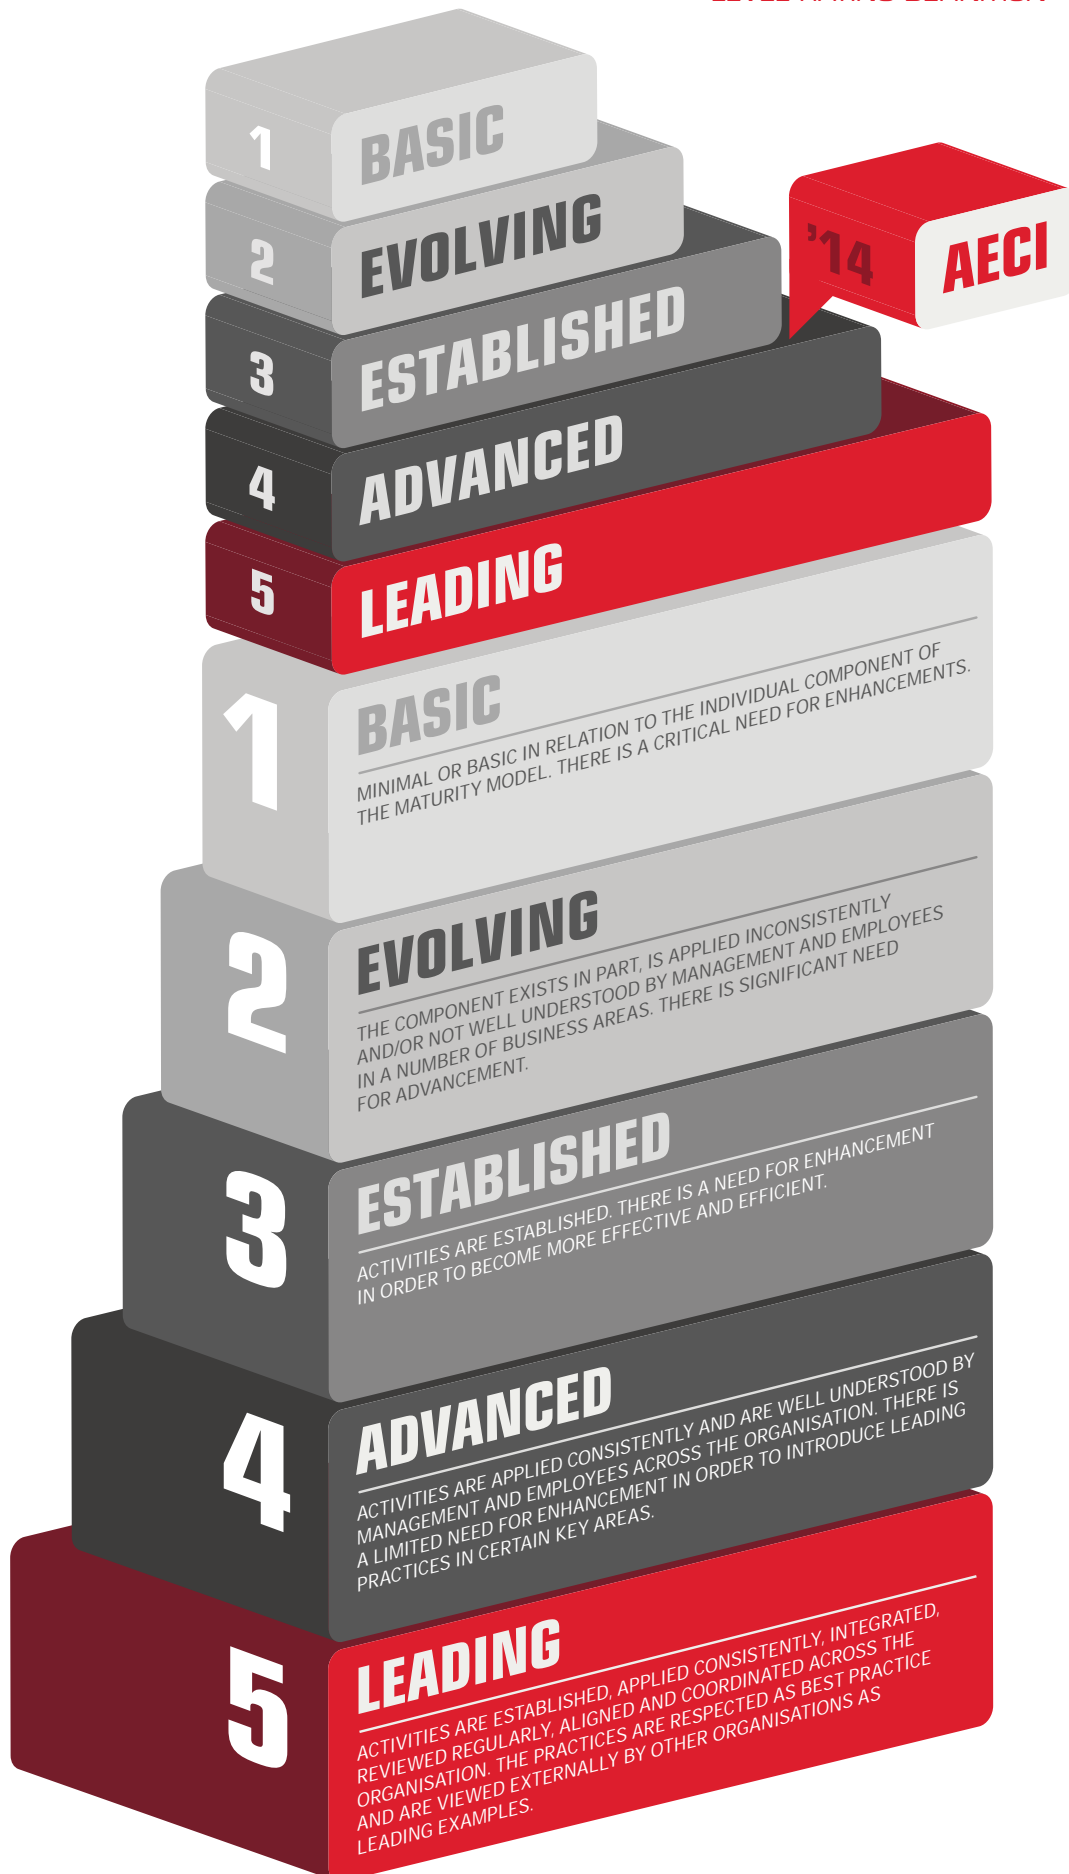 LEVEL RATING DEFINITION
1 BASIC
2 EVOLVING
’14 AECI
3 ESTABLISHED
4 ADVANCED
5 LEADING
1
BASIC
MINIMAL OR BASIC IN RELATION TO THE INDIVIDUAL COMPONENT OF
THE MATURITY MODEL. THERE IS A CRITICAL NEED FOR ENHANCEMENTS.
2
EVOLVING
THE COMPONENT EXISTS IN PART, IS APPLIED INCONSISTENTLY
AND/OR NOT WELL UNDERSTOOD BY MANAGEMENT AND EMPLOYEES
IN A NUMBER OF BUSINESS AREAS. THERE IS SIGNIFICANT NEED
FOR ADVANCEMENT.
3
ESTABLISHED
ACTIVITIES ARE ESTABLISHED. THERE IS A NEED FOR ENHANCEMENT
IN ORDER TO BECOME MORE EFFECTIVE AND EFFICIENT.
4
ADVANCED
ACTIVITIES ARE APPLIED CONSISTENTLY AND ARE WELL UNDERSTOOD BY
MANAGEMENT AND EMPLOYEES ACROSS THE ORGANISATION. THERE IS
A LIMITED NEED FOR ENHANCEMENT IN ORDER TO INTRODUCE LEADING
PRACTICES IN CERTAIN KEY AREAS.
5
LEADING
ACTIVITIES ARE ESTABLISHED, APPLIED CONSISTENTLY, INTEGRATED,
REVIEWED REGULARLY, ALIGNED AND COORDINATED ACROSS THE
ORGANISATION. THE PRACTICES ARE RESPECTED AS BEST PRACTICE
AND ARE VIEWED EXTERNALLY BY OTHER ORGANISATIONS AS
LEADING EXAMPLES.